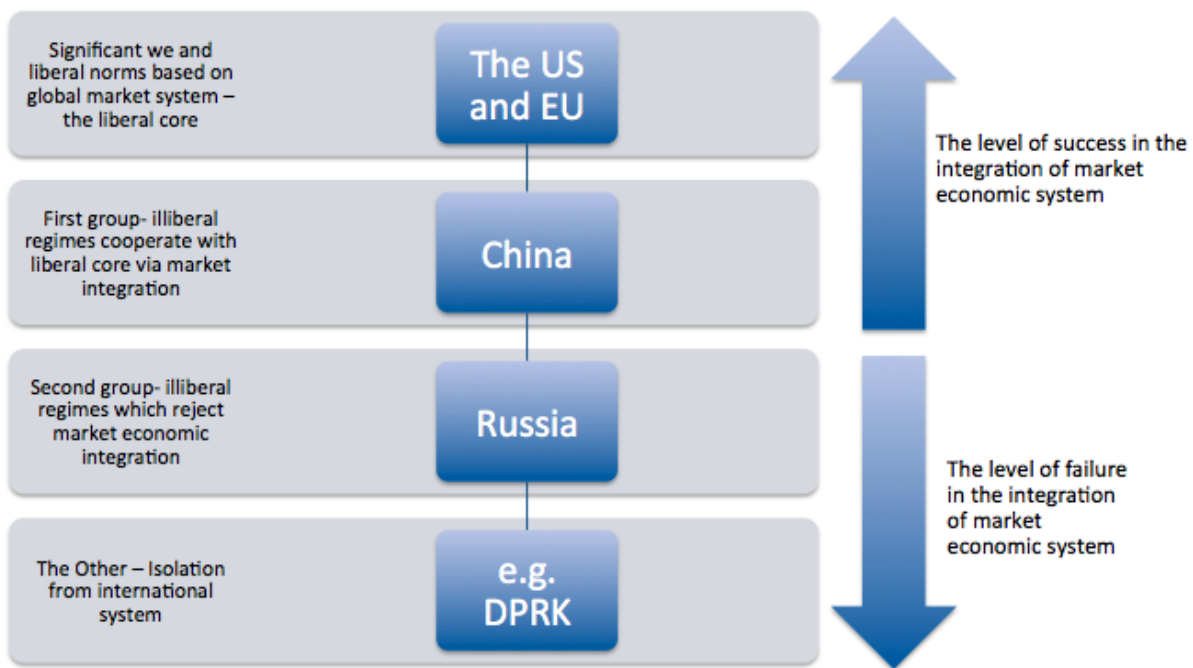 Significant we and
liberal norms based on
global market system –
the liberal core
The US
and EU
First group- illiberal
regimes cooperate with
liberal core via market
integration
China
The level of success in the
integration of market
economic system
Second group- illiberal
regimes which reject
market economic
integration
Russia
The Other – Isolation
from international
system
e.g.
DPRK
The level of failure
in the integration
of market
economic system